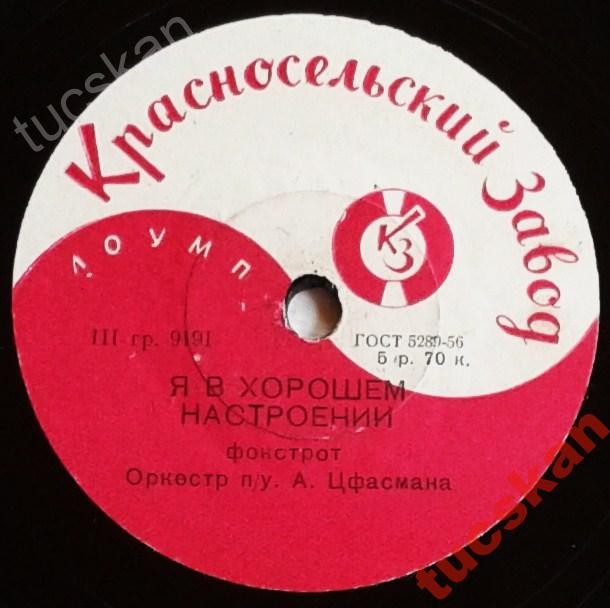 tucskan
Красносельский Завод
ЛОУМП
КЗ
III гр. 9191
ГОСТ 5289-56
5 р. 70 к.
Я В ХОРОШЕМ
НАСТРОЕНИИ
фокстрот
Оркестр п/у. А. Цфасмана
tucskan